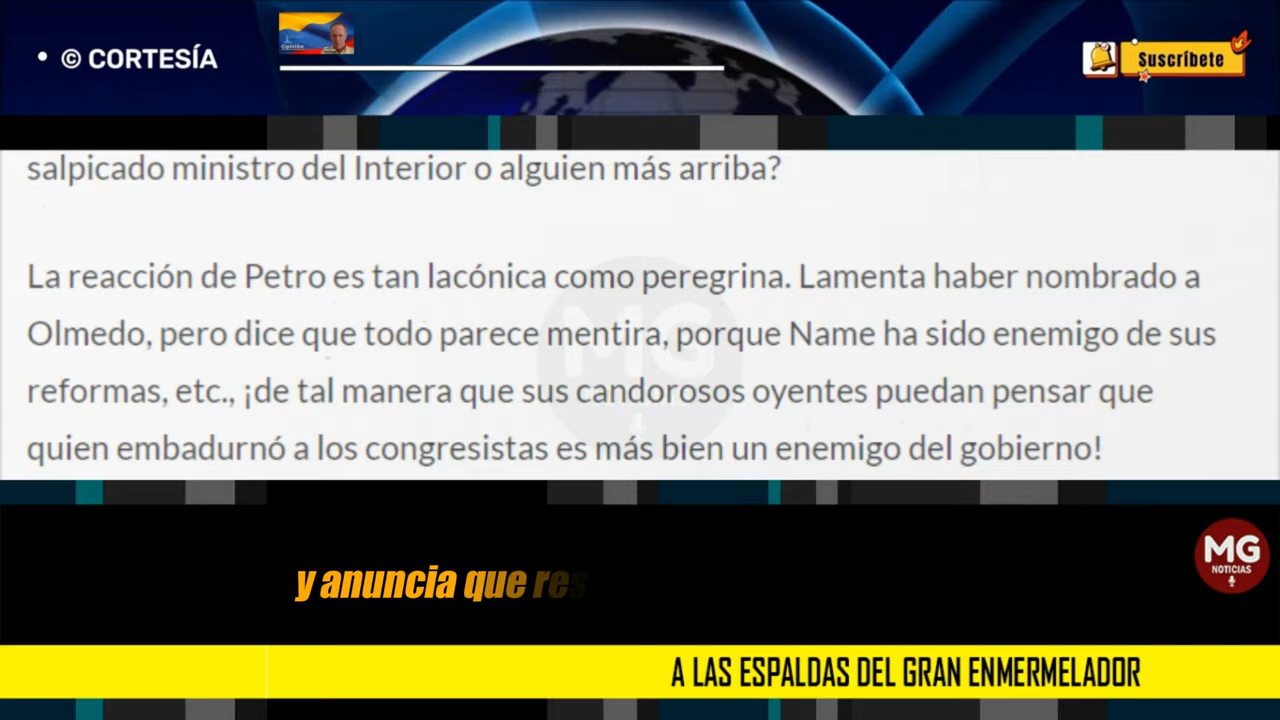 • © CORTESÍA
Opinión
Suscríbete
salpicado ministro del Interior o alguien más arriba?
La reacción de Petro es tan lacónica como peregrina. Lamenta haber nombrado a
Olmedo, pero dice que todo parece mentira, porque Name ha sido enemigo de sus
reformas, etc., ¡de tal manera que sus candorosos oyentes puedan pensar que
quien embadurnó a los congresistas es más bien un enemigo del gobierno!
MG
y anuncia que res
MG
NOTICIAS
A LAS ESPALDAS DEL GRAN ENMERMELADOR